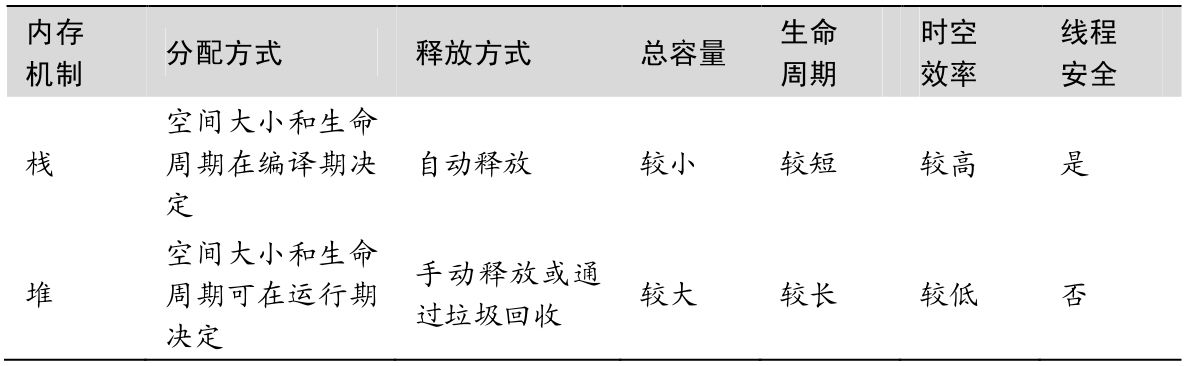 内存
机制
分配方式
释放方式
总容量
生命
周期
时空
效率
线程
安全
栈
空间大小和生命
周期在编译期决
定
自动释放
较小
较短
较高
是
堆
空间大小和生命
周期可在运行期
决定
手动释放或通
过垃圾回收
较大
较长
较低
否